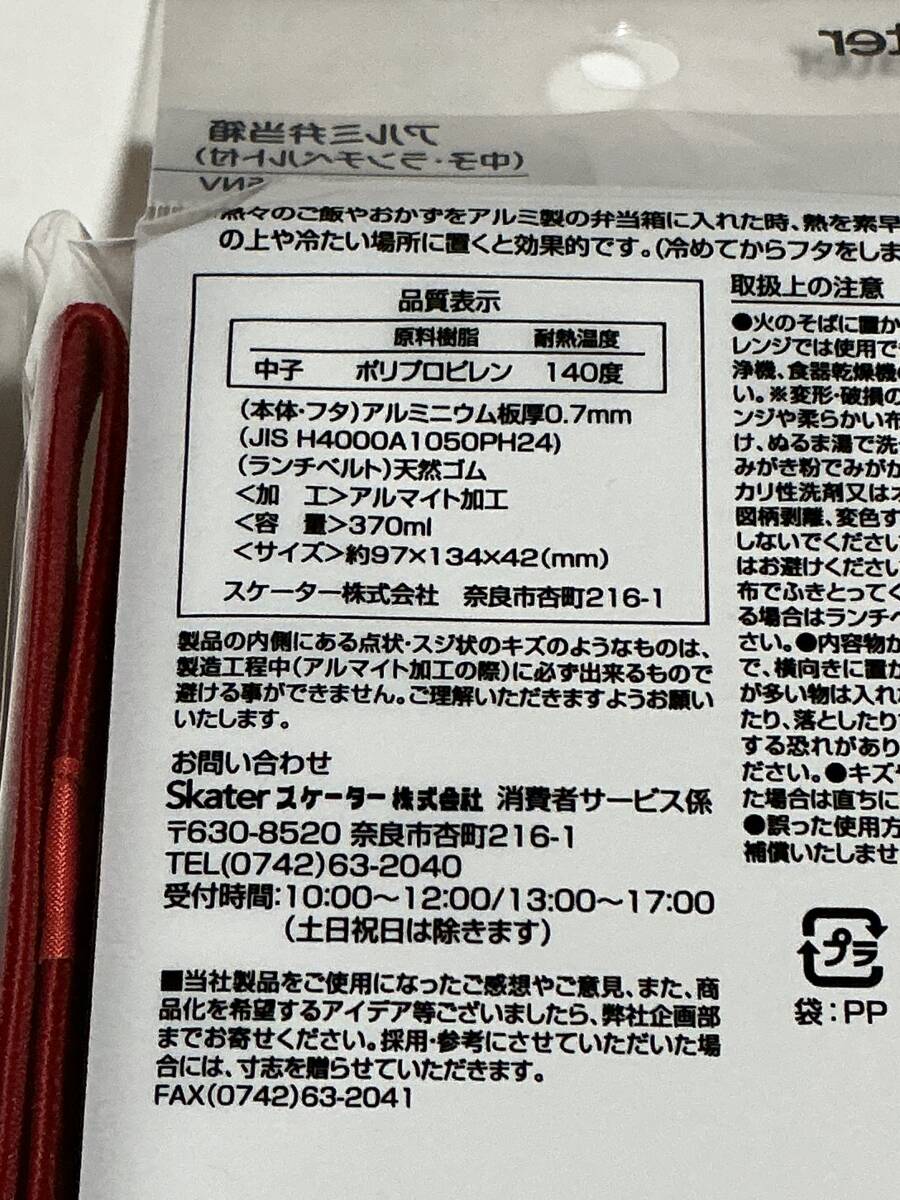 アルミ弁当箱
(中子・ランチベルト付)
々のご飯やおかずをアルミ製の弁当箱に入れた時、熱を素早
の上や冷たい場所に置くと効果的です。(冷めてからフタをしま
品質表示
原料樹脂 耐熱温度
中子 ポリプロピレン 140度
(本体・フタ)アルミニウム板厚0.7mm
(JIS H4000A1050PH24)
(ランチベルト)天然ゴム
<加 工>アルマイト加工
<容 量>370ml
<サイズ>約97×134×42(mm)
スケーター株式会社 奈良市杏町216-1
製品の内側にある点状・スジ状のキズのようなものは、
製造工程中(アルマイト加工の際)に必ず出来るもので
避ける事ができません。ご理解いただきますようお願い
いたします。
お問い合わせ
Skater スケーター株式会社 消費者サービス係
〒630-8520 奈良市杏町216-1
TEL(0742)63-2040
受付時間:10:00〜12:00/13:00〜17:00
(土日祝日は除きます)
■当社製品をご使用になったご感想やご意見、また、商
品化を希望するアイデア等ございましたら、弊社企画部
までお寄せください。採用・参考にさせていただいた場
合には、寸志を贈らせていただきます。
FAX(0742)63-2041
取扱上の注意
●火のそばに置か
レンジでは使用で
浄機、食器乾燥機
い。※変形・破損の
ンジや柔らかい布
け、ぬるま湯で洗
みがき粉でみがか
カリ性洗剤又は
図柄剥離、変色す
しないでください
はお避けください
布でふきとってく
る場合はランチベ
さい。●内容物が
で、横向きに置か
が多い物は入れ
たり、落としたり
する恐れがあり
ださい。●キズ
た場合は直ちに
●誤った使用方
補償いたしませ
プラ
袋:PP